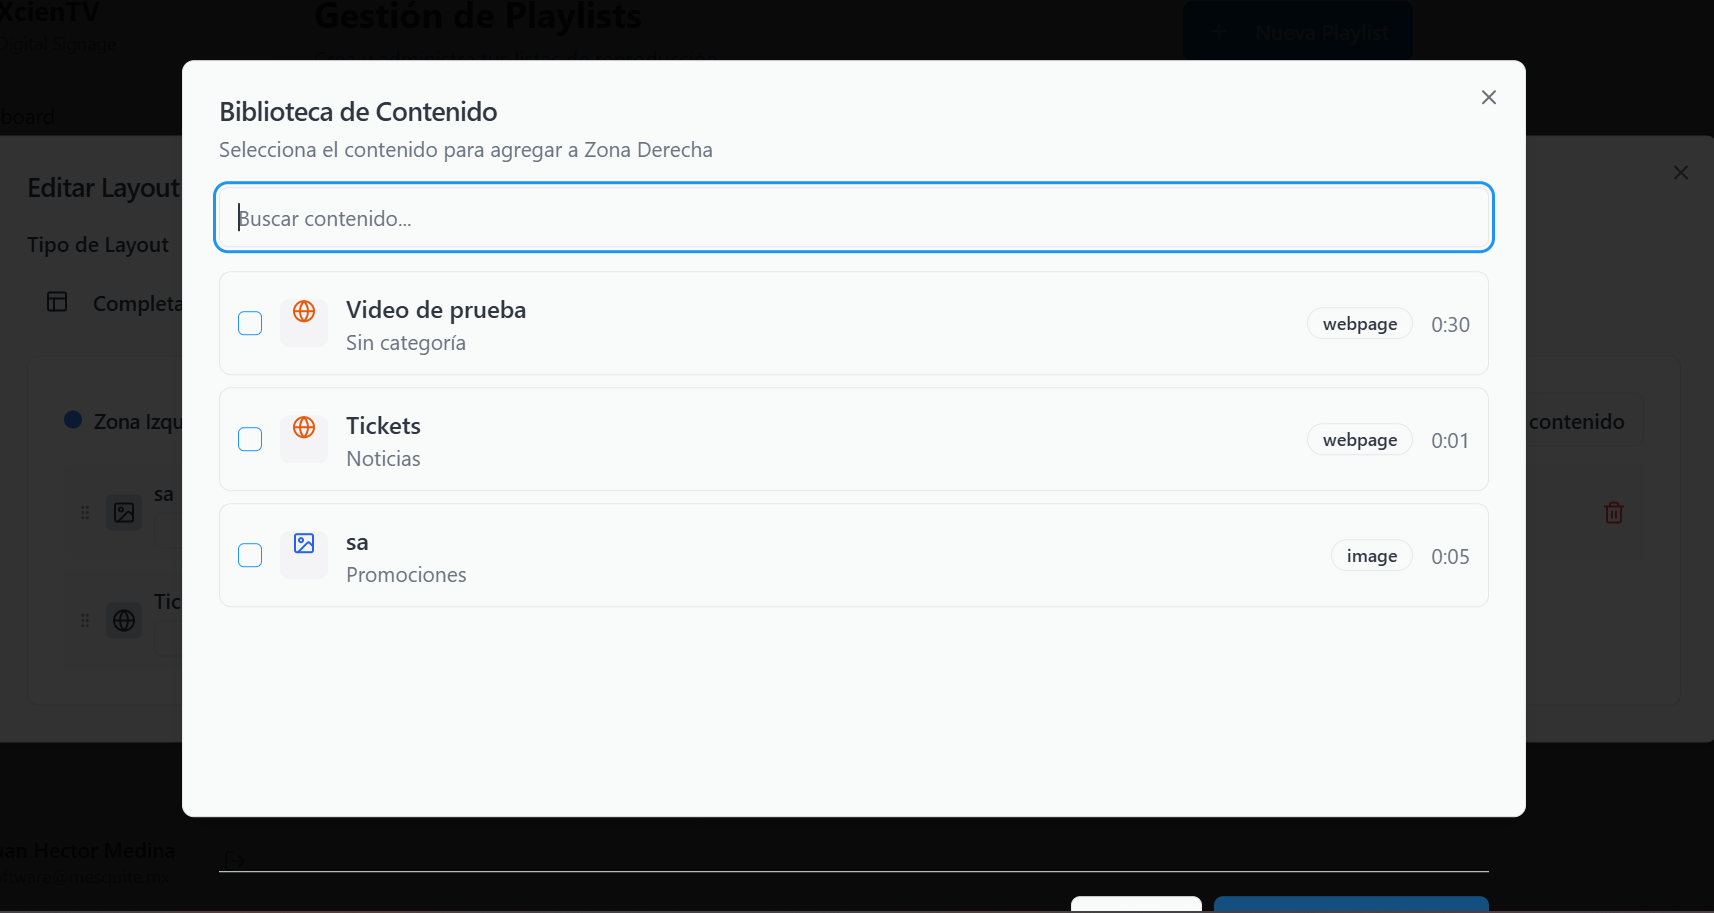 XcienTV
Digital Signage
Gestión de Playlists
+ Nueva Playlist
board
Biblioteca de Contenido
Selecciona el contenido para agregar a Zona Derecha
Buscar contenido...
Editar Layout
Tipo de Layout
Completa
Zona Izqu
contenido
sa
Tic
Video de prueba
Sin categoría
webpage
0:30
Tickets
Noticias
webpage
0:01
sa
Promociones
image
0:05
uan Hector Medina